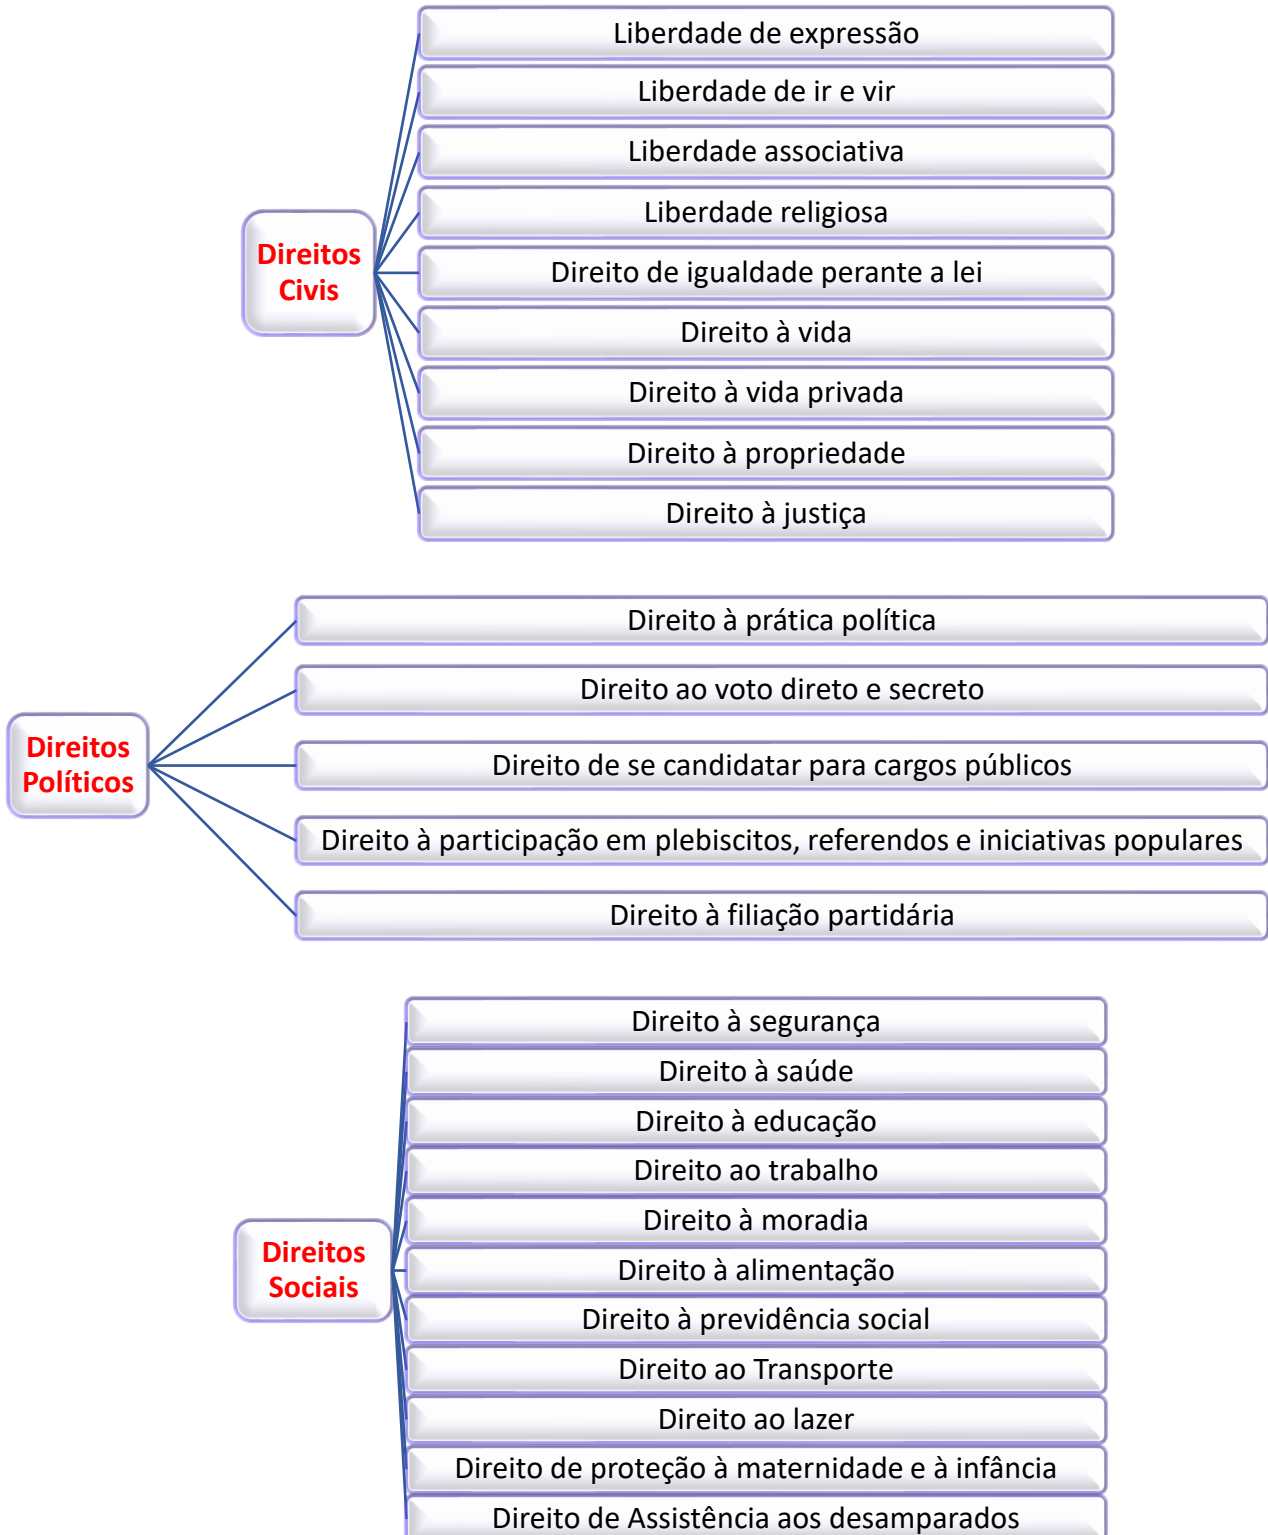 Direitos
Civis
Liberdade de expressão
Liberdade de ir e vir
Liberdade associativa
Liberdade religiosa
Direito de igualdade perante a lei
Direito à vida
Direito à vida privada
Direito à propriedade
Direito à justiça
Direitos
Políticos
Direito à prática política
Direito ao voto direto e secreto
Direito de se candidatar para cargos públicos
Direito à participação em plebiscitos, referendos e iniciativas populares
Direito à filiação partidária
Direitos
Sociais
Direito à segurança
Direito à saúde
Direito à educação
Direito ao trabalho
Direito à moradia
Direito à alimentação
Direito à previdência social
Direito ao Transporte
Direito ao lazer
Direito de proteção à maternidade e à infância
Direito de Assistência aos desamparados